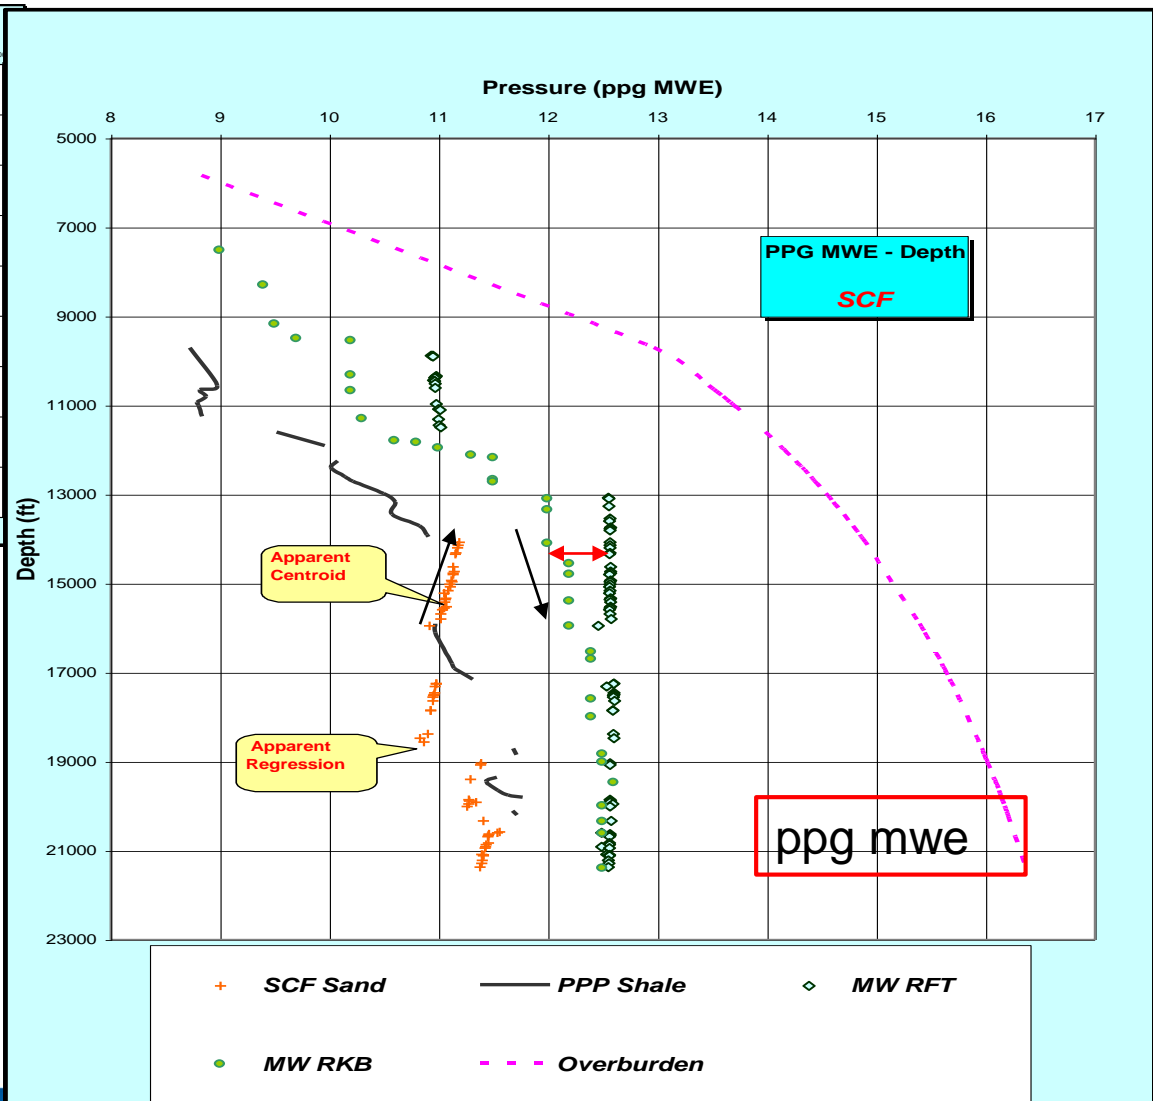 Pressure (ppg MWE)
8 9 10 11 12 13 14 15 16 17
5000
7000
PPG MWE - Depth
SCF
9000
11000
13000
Depth (ft)
Apparent
Centroid
15000
17000
Apparent
Regression
19000
ppg mwe
21000
23000
SCF Sand PPP Shale MW RFT
MW RKB Overburden